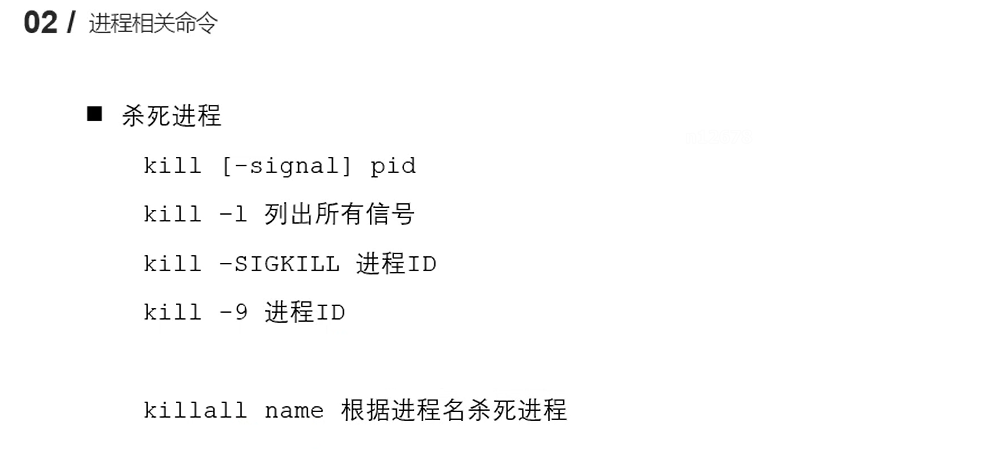 02 / 进程相关命令
■ 杀死进程
kill [-signal] pid
kill -l 列出所有信号
kill -SIGKILL 进程ID
kill -9 进程ID
killall name 根据进程名杀死进程